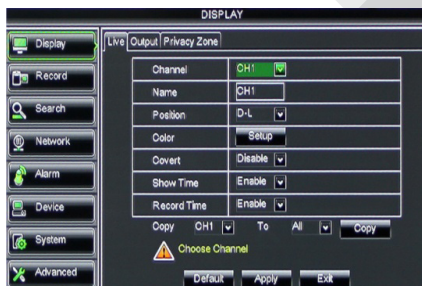 DISPLAY
Display
Record
Search
Network
Alarm
Device
System
Advanced
Live Output Privacy Zone
Channel CH1
Name CH1
Position D-L
Color Setup
Covert Disable
Show Time Enable
Record Time Enable
Copy CH1 To All Copy
Choose Channel
Default Apply Exit